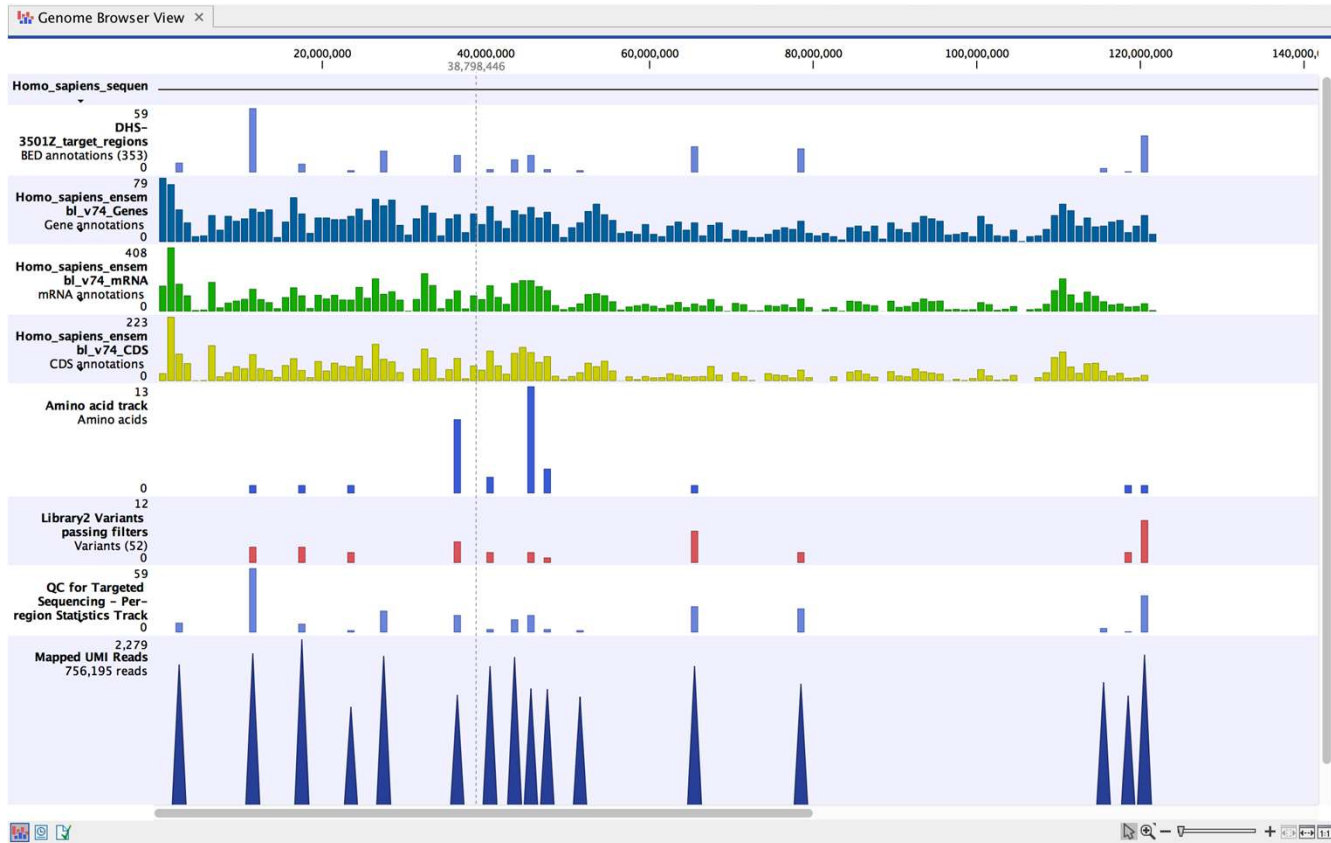 Genome Browser View ×
20,000,000 40,000,000 60,000,000 80,000,000 100,000,000 120,000,000 140,000,
38,798,446
Homo_sapiens_sequen
59
DHS-
3501Z_target_regions
BED annotations (353)
0
79
Homo_sapiens_ensem
bl_v74_Genes
Gene annotations
0
408
Homo_sapiens_ensem
bl_v74_mRNA
mRNA annotations
0
223
Homo_sapiens_ensem
bl_v74_CDS
CDS annotations
0
13
Amino acid track
Amino acids
0
12
Library2 Variants
passing filters
Variants (52)
0
59
QC for Targeted
Sequencing - Per-
region Statistics Track
0
2,279
Mapped UMI Reads
756,195 reads
1:1